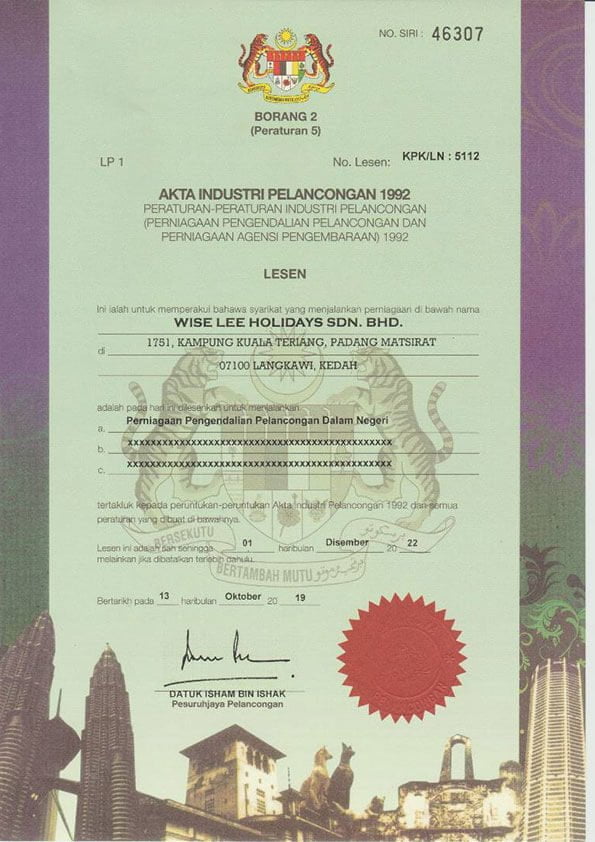 NO. SIRI : 46307
BORANG 2
(Peraturan 5)
LP 1
No. Lesen: KPK/LN : 5112
AKTA INDUSTRI PELANCONGAN 1992
PERATURAN-PERATURAN INDUSTRI PELANCONGAN
(PERNIAGAAN PENGENDALIAN PELANCONGAN DAN
PERNIAGAAN AGENSI PENGEMBARAAN) 1992
LESEN
Ini ialah untuk memperakui bahawa syarikat yang menjalankan perniagaan di bawah nama
WISE LEE HOLIDAYS SDN. BHD.
di 1751, KAMPUNG KUALA TERIANG, PADANG MATSIRAT
07100 LANGKAWI, KEDAH
adalah pada hari ini dilesenkan untuk menjalankan
a. Perniagaan Pengendalian Pelancongan Dalam Negeri
b. xxxxxxxxxxxxxxxxxxxxxxxxxxxxxxxxxxxxxxxxxxx
c. xxxxxxxxxxxxxxxxxxxxxxxxxxxxxxxxxxxxxxxxxxx
tertakluk kepada peruntukan-peruntukan Akta Industri Pelancongan 1992 dan semua
peraturan yang dibuat di bawahnya.
BERSEKUTU
Lesen ini adalah sah sehingga 01 haribulan Disember 20 22
melainkan jika dibatalkan terlebih dahulu.
BERTAMBAH MUTU
Bertarikh pada 13 haribulan Oktober 20 19
DATUK ISHAM BIN ISHAK
Pesuruhjaya Pelancongan